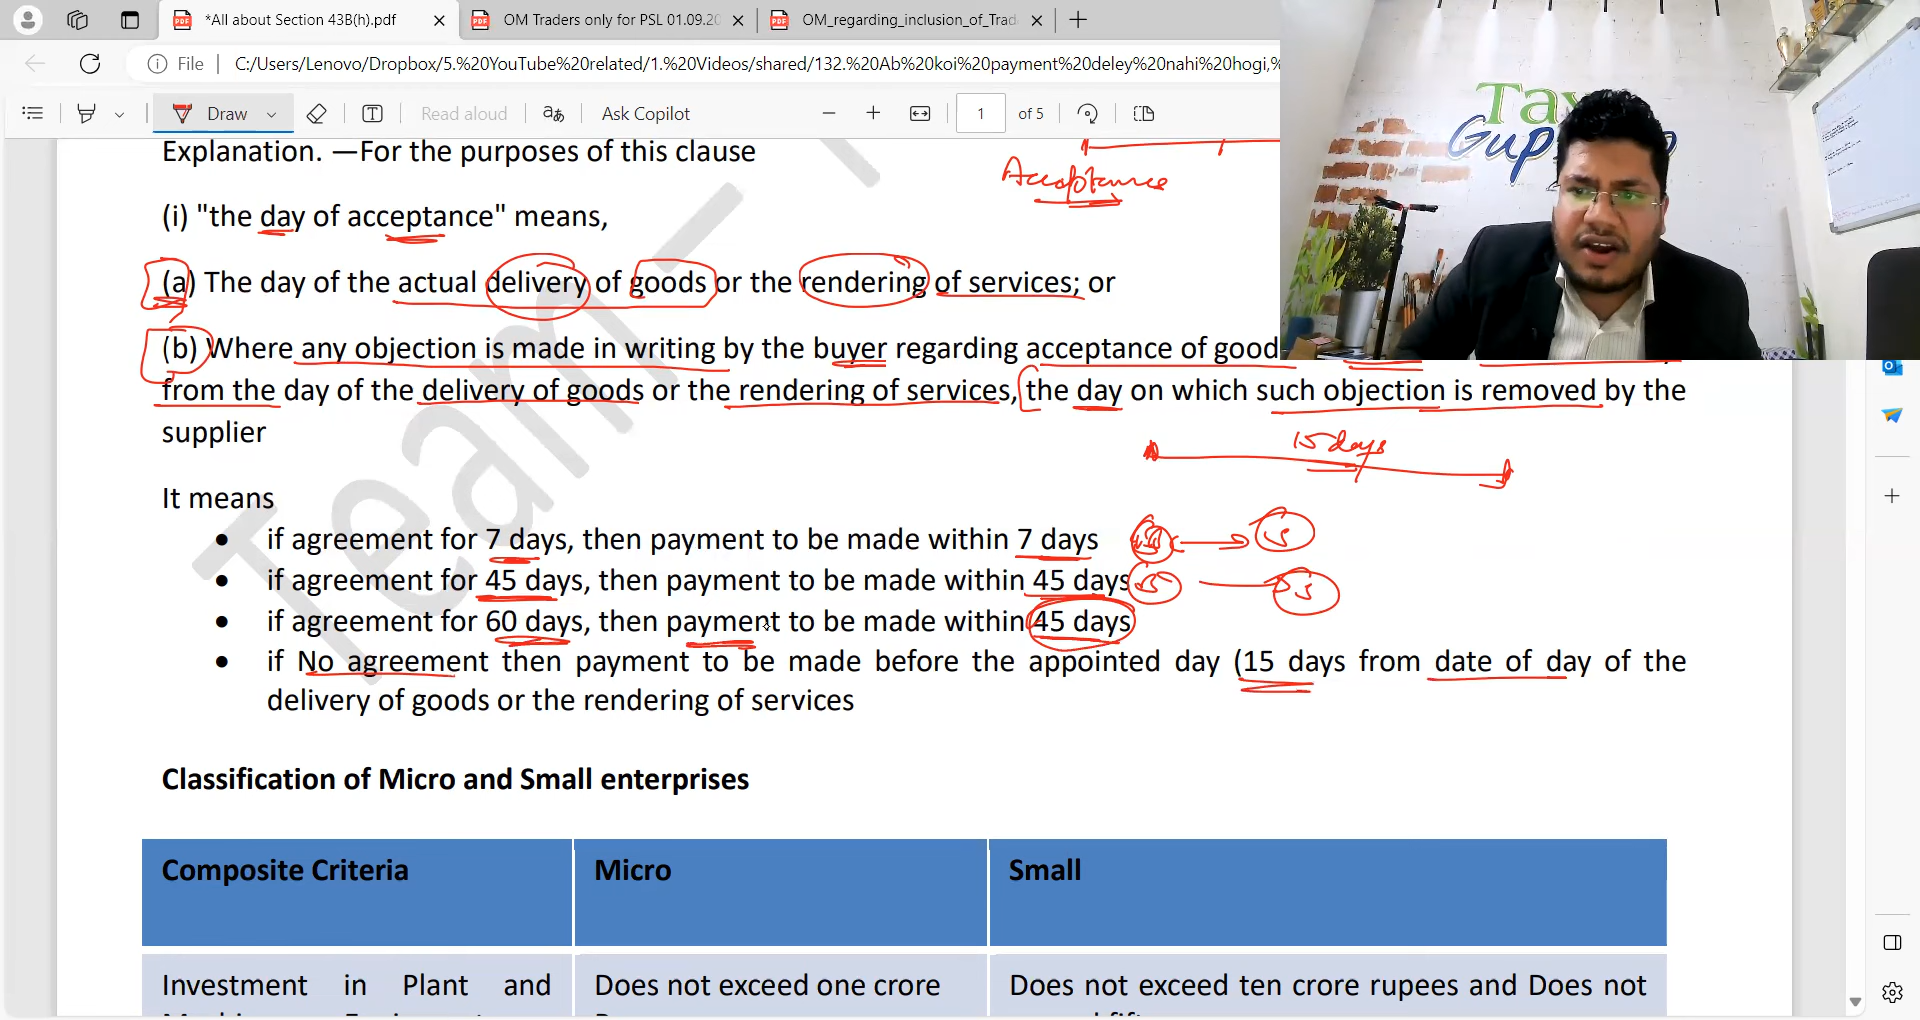 *All about Section 43B(h).pdf
OM Traders only for PSL 01.09.20
OM_regarding_inclusion_of_Trad
File
C:/Users/Lenovo/Dropbox/5.%20YouTube%20related/1.%20Videos/shared/132.%20Ab%20koi%20payment%20deley%20nahi%20hogi,%
Draw
Read aloud
Ask Copilot
1 of 5
Tax
Explanation. —For the purposes of this clause
Acceptance
(i) "the day of acceptance" means,
(a) The day of the actual delivery of goods or the rendering of services; or
(b) Where any objection is made in writing by the buyer regarding acceptance of good
from the day of the delivery of goods or the rendering of services, the day on which such objection is removed by the
supplier
15 days
It means
if agreement for 7 days, then payment to be made within 7 days
if agreement for 45 days, then payment to be made within 45 days
if agreement for 60 days, then payment to be made within 45 days
if No agreement then payment to be made before the appointed day (15 days from date of day of the
delivery of goods or the rendering of services
Team
Classification of Micro and Small enterprises
Composite Criteria Micro Small
Investment in Plant and Does not exceed one crore Does not exceed ten crore rupees and Does not